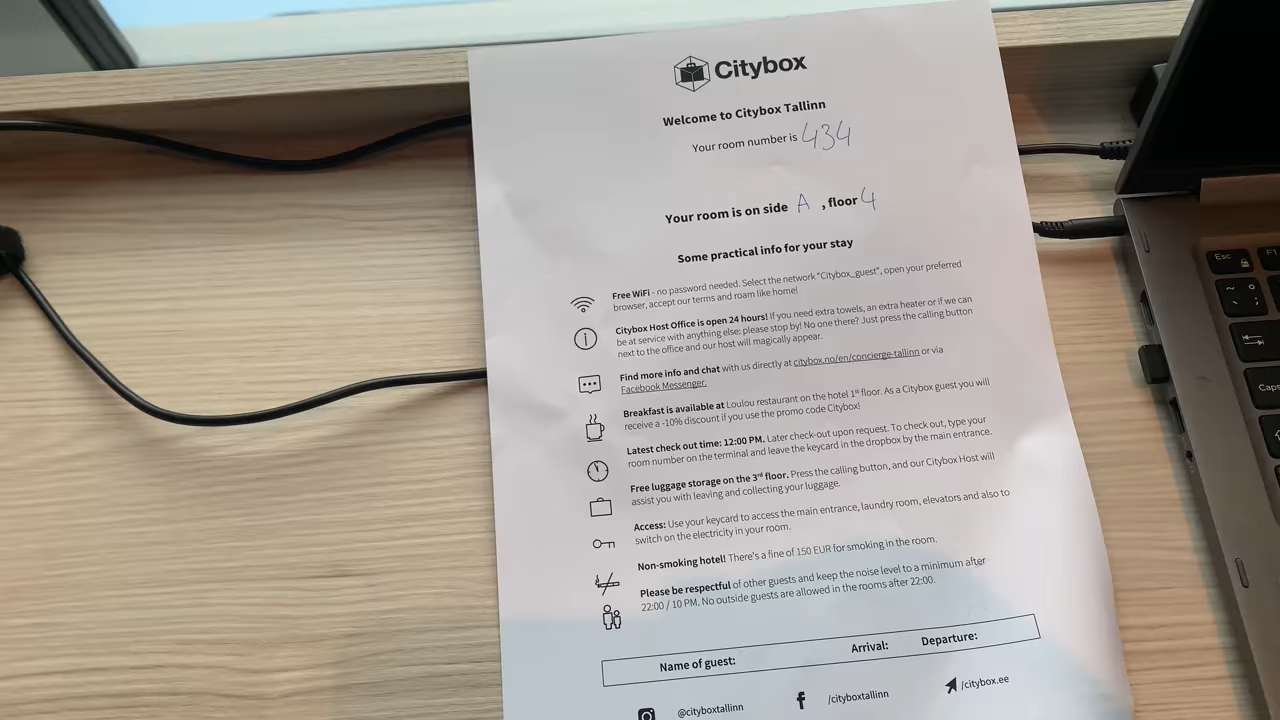 Citybox
Welcome to Citybox Tallinn
Your room number is 434
Your room is on side A , floor 4
Some practical info for your stay
Free WiFi - no password needed. Select the network “Citybox_guest”, open your preferred
browser, accept our terms and roam like home!
Citybox Host Office is open 24 hours! If you need extra towels, an extra heater or if we can
be at service with anything else: please stop by! No one there? Just press the calling button
next to the office and our host will magically appear.
Find more info and chat with us directly at citybox.no/en/concierge-tallinn or via
Facebook Messenger.
Breakfast is available at Loulou restaurant on the hotel 1st floor. As a Citybox guest you will
receive a -10% discount if you use the promo code Citybox!
Latest check out time: 12:00 PM. Later check-out upon request. To check out, type your
room number on the terminal and leave the keycard in the dropbox by the main entrance.
Free luggage storage on the 3rd floor. Press the calling button, and our Citybox Host will
assist you with leaving and collecting your luggage.
Access: Use your keycard to access the main entrance, laundry room, elevators and also to
switch on the electricity in your room.
Non-smoking hotel! There's a fine of 150 EUR for smoking in the room.
Please be respectful of other guests and keep the noise level to a minimum after
22:00 / 10 PM. No outside guests are allowed in the rooms after 22:00.
Name of guest: Arrival: Departure:
@cityboxtallinn /cityboxtallinn /citybox.ee
Esc F1
Caps